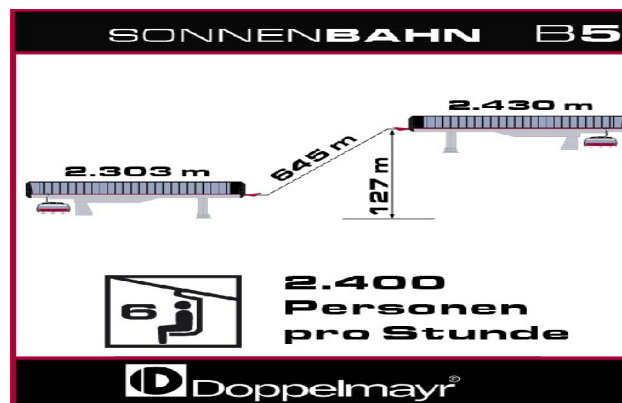 SONNENBAHN B5
2.430 m
645 m
2.303 m
127 m
6
2.400
Personen
pro Stunde
Doppelmayr®